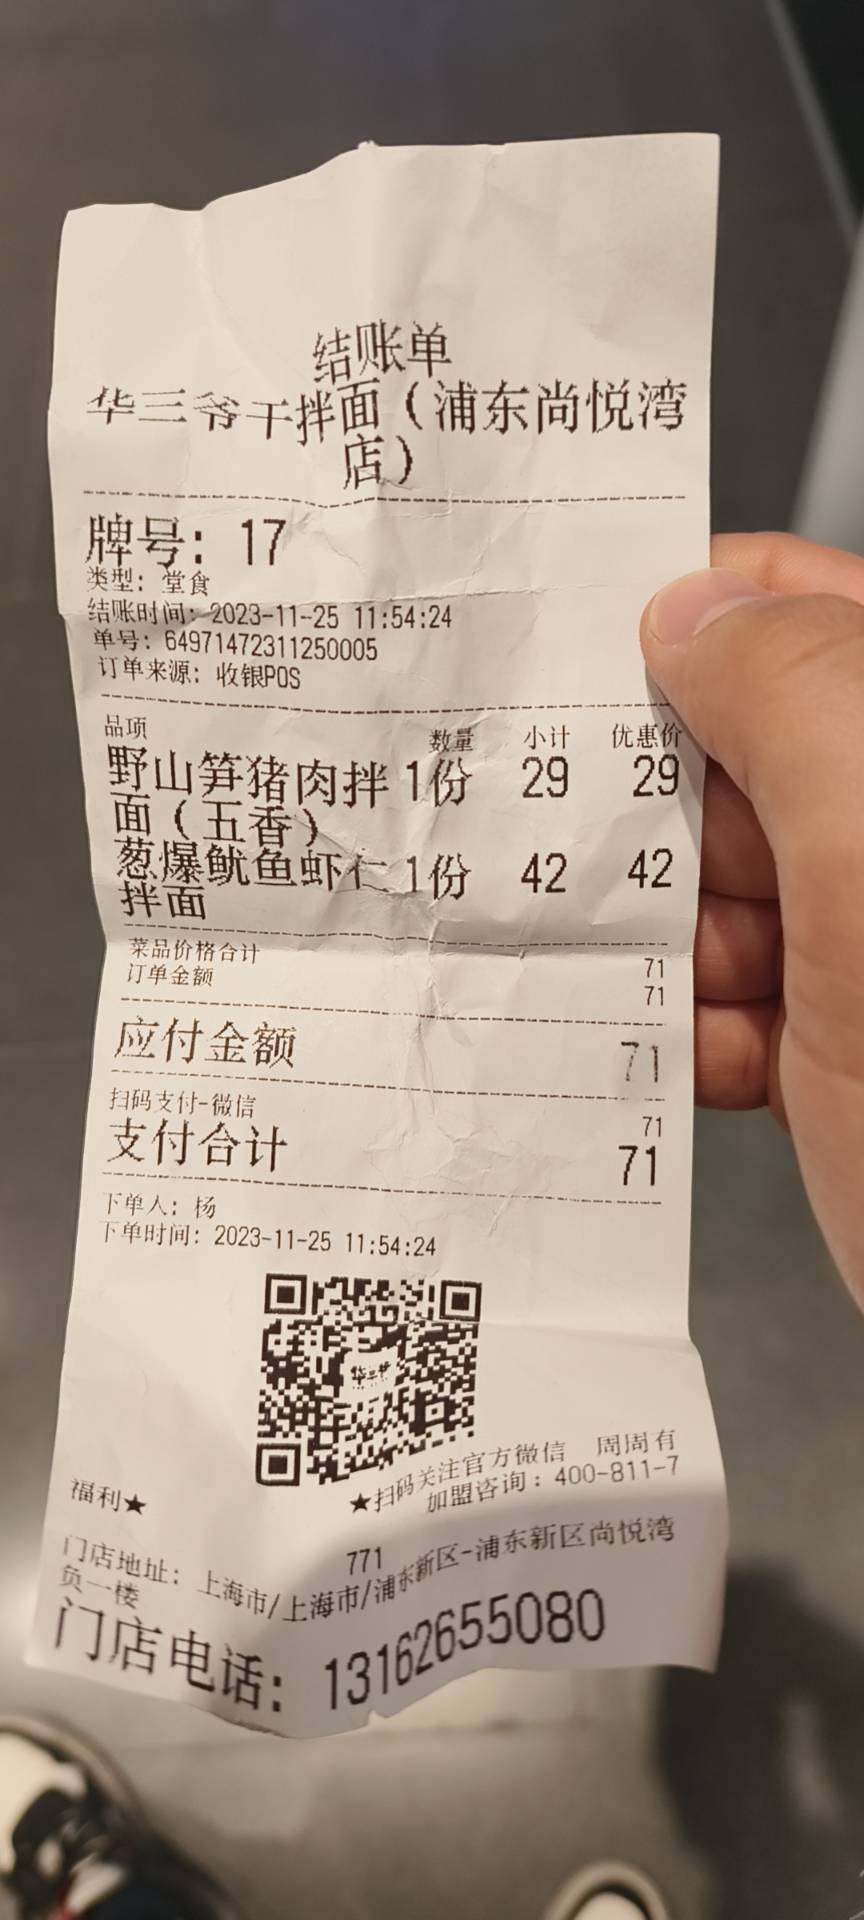 结账单
华三爷干拌面（浦东尚悦湾
店）
牌号：17
类型：堂食
结账时间：2023-11-25 11:54:24
单号：64971472311250005
订单来源：收银POS
品项 数量 小计 优惠价
野山笋猪肉拌 1份 29 29
面（五香）
葱爆鱿鱼虾仁 1份 42 42
拌面
菜品价格合计 71
订单金额 71
应付金额 71
扫码支付-微信 71
支付合计 71
下单人：杨
下单时间：2023-11-25 11:54:24
华三爷
★扫码关注官方微信 周周有
福利★
加盟咨询：400-811-7
771
门店地址：上海市/上海市/浦东新区-浦东新区尚悦湾
负一楼
门店电话：13162655080